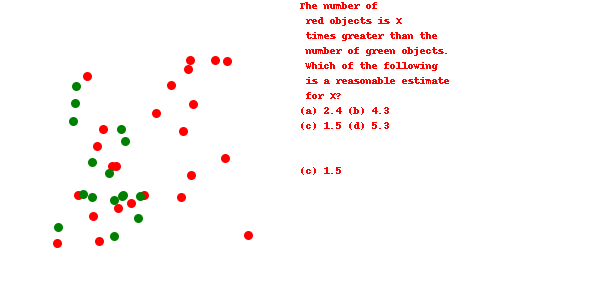 The number of
red objects is X
times greater than the
number of green objects.
Which of the following
is a reasonable estimate
for X?
(a) 2.4 (b) 4.3
(c) 1.5 (d) 5.3
(c) 1.5